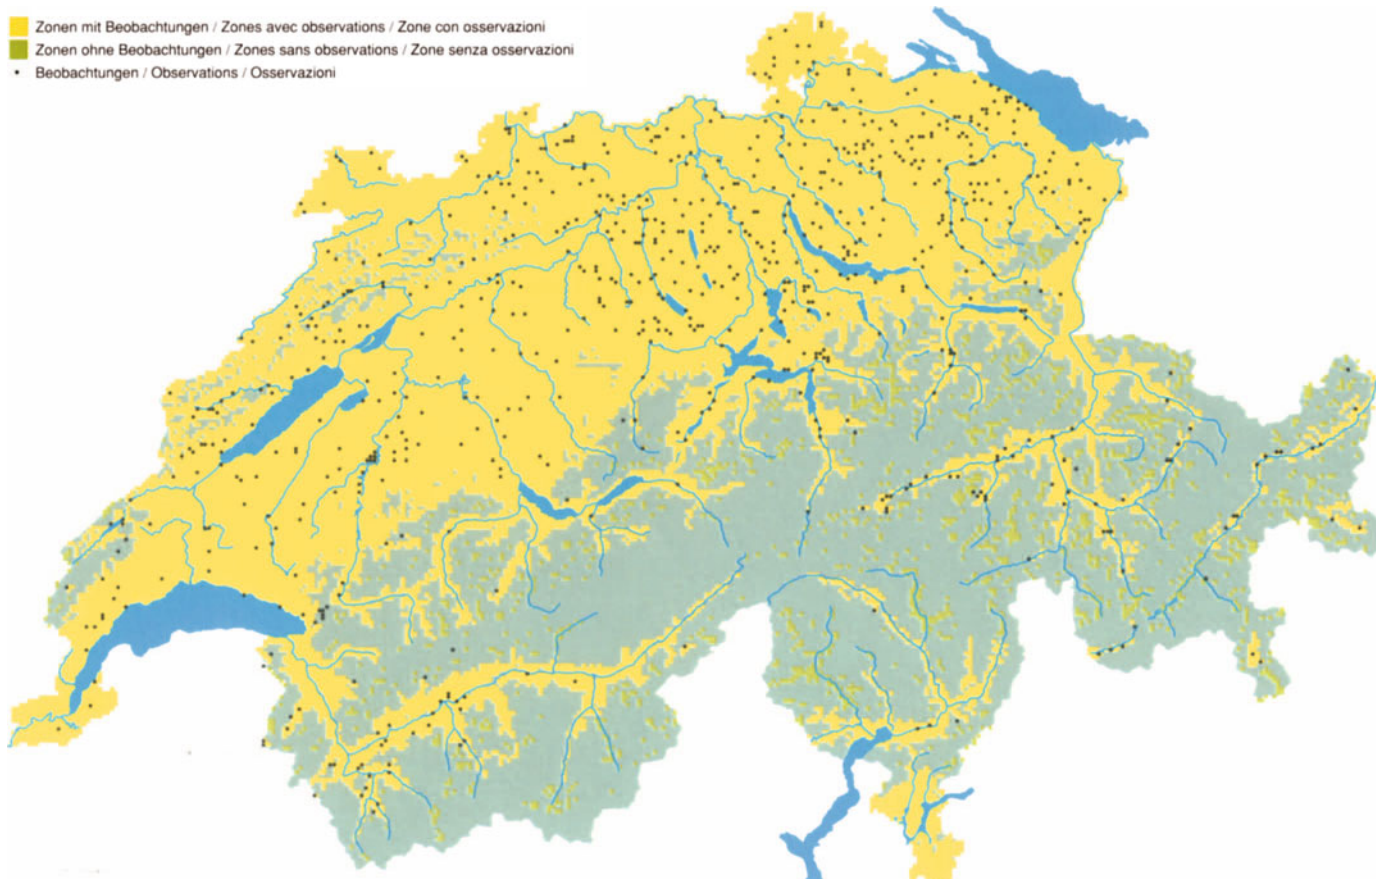 Zonen mit Beobachtungen / Zones avec observations / Zone con osservazioni
Zonen ohne Beobachtungen / Zones sans observations / Zone senza osservazioni
Beobachtungen / Observations / Osservazioni